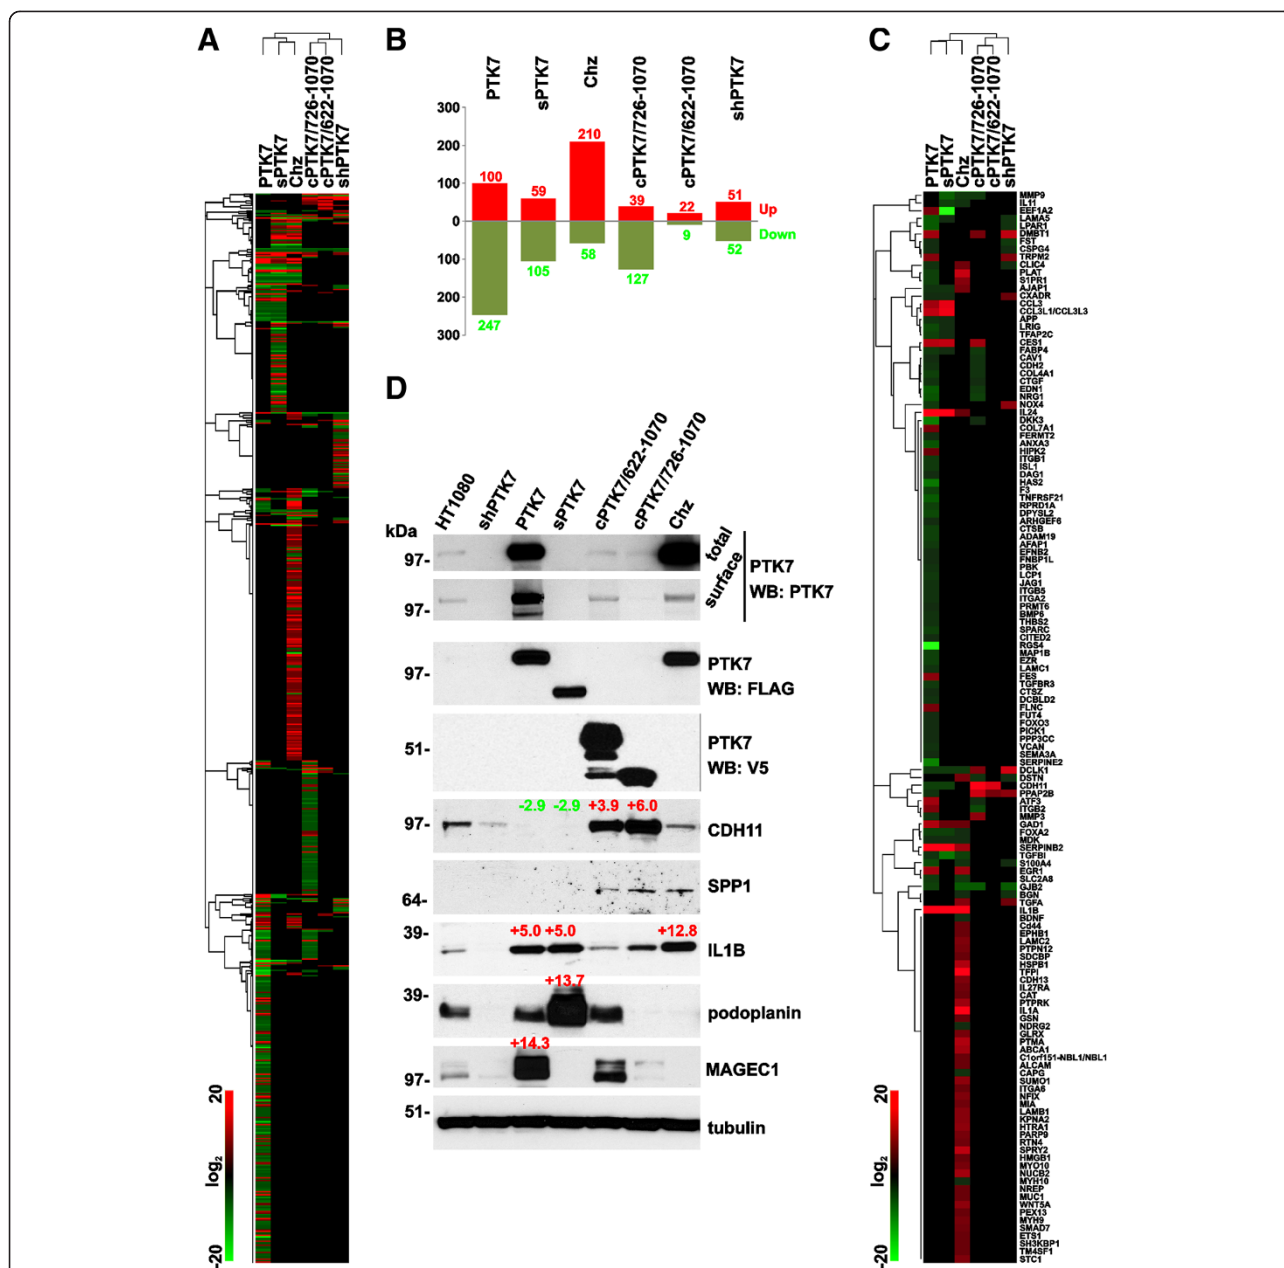 A
PTK7
sPTK7
Chz
cPTK7/726-1070
cPTK7/622-1070
shPTK7
20
log2
-20
B
PTK7
sPTK7
Chz
cPTK7/726-1070
cPTK7/622-1070
shPTK7
300
200
100
0
100
200
300
100
59
210
39
22
51
Up
Down
247
105
58
127
9
52
C
PTK7
sPTK7
Chz
cPTK7/726-1070
cPTK7/622-1070
shPTK7
MMP9
IL11
EEF1A2
LAMA5
LPAR1
DMBT1
FST
CSPG4
TRPM2
CLIC4
PLAT
S1PR1
AJAP1
CXADR
CCL3
CCL3L1/CCL3L3
APP
LRIG
TFAP2C
CES1
FABP4
CAV1
CDH2
COL4A1
CTGF
EDN1
NRG1
NOX4
IL24
DKK3
COL7A1
FERMT2
ANXA3
HIPK2
ITGB1
ISL1
DAG1
HAS2
F3
TNFRSF21
RPRD1A
DPYSL2
ARHGEF6
CTSB
ADAM19
AFAP1
EFNB2
FNBP1L
PBK
LCP1
JAG1
ITGB5
ITGA2
PRMT6
BMP6
THBS2
SPARC
CITED2
RGS4
MAP1B
EZR
LAMC1
FES
TGFBR3
CTSZ
DCBLD2
FLNC
FUT4
FOXO3
PICK1
PPP3CC
VCAN
SEMA3A
SERPINE2
DCLK1
DSTN
CDH11
PPAP2B
ATF3
ITGB2
MMP3
GAD1
FOXA2
MDK
SERPINB2
TGFBI
S100A4
EGR1
SLC2A8
GJB2
BGN
TGFA
IL1B
BDNF
Cd44
EPHB1
LAMC2
PTPN12
SDCBP
HSPB1
TFPI
CDH13
IL27RA
CAT
PTPRK
IL1A
GSN
NDRG2
GLRX
PTMA
ABCA1
C1orf151-NBL1/NBL1
ALCAM
CAPG
SUMO1
ITGA6
NFIX
MIA
LAMB1
KPNA2
HTRA1
PARP9
RTN4
SPRY2
HMGB1
MYO10
NUCB2
MYH10
NREP
MUC1
WNT5A
PEX13
MYH9
SMAD7
ETS1
SH3KBP1
TM4SF1
STC1
20
log2
-20
D
HT1080
shPTK7
PTK7
sPTK7
cPTK7/622-1070
cPTK7/726-1070
Chz
kDa
97-
total
97-
surface
PTK7
WB: PTK7
97-
PTK7
WB: FLAG
51-
PTK7
WB: V5
-2.9 -2.9 +3.9 +6.0
97-
CDH11
SPP1
64-
39-
+5.0 +5.0 +12.8
IL1B
39-
+13.7
podoplanin
+14.3
MAGEC1
97-
51-
tubulin